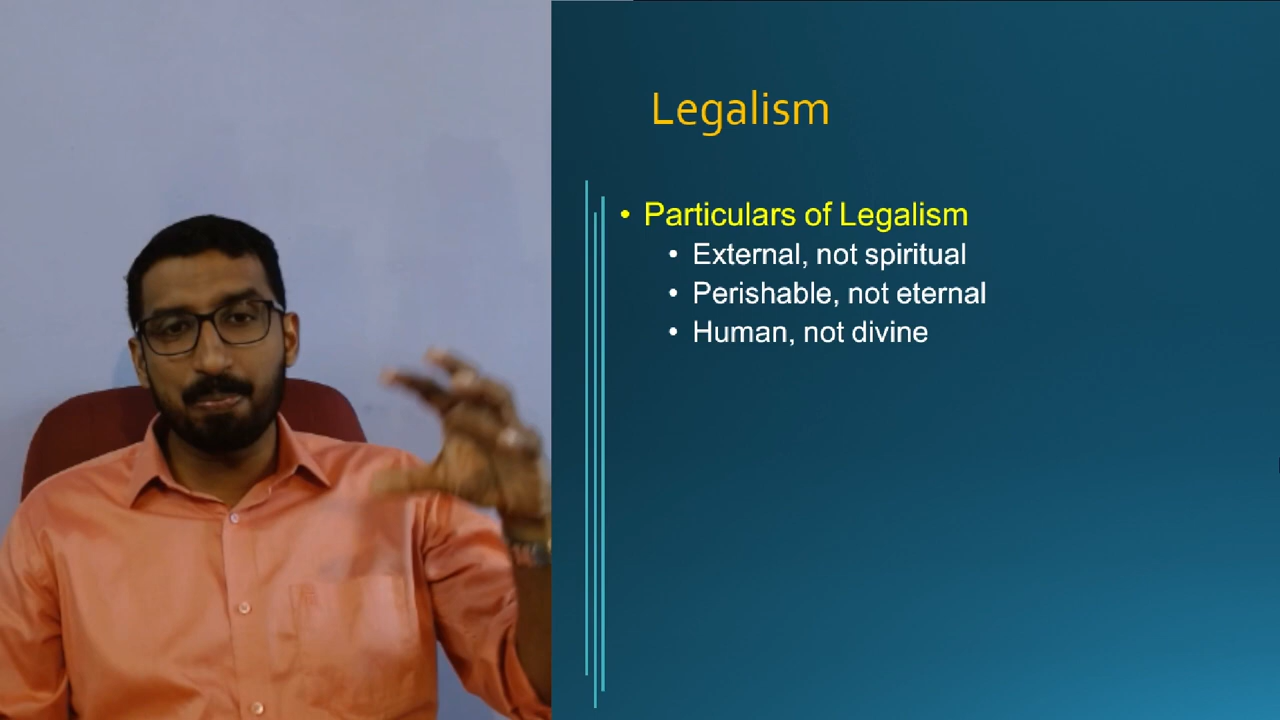 Legalism
• Particulars of Legalism
• External, not spiritual
• Perishable, not eternal
• Human, not divine